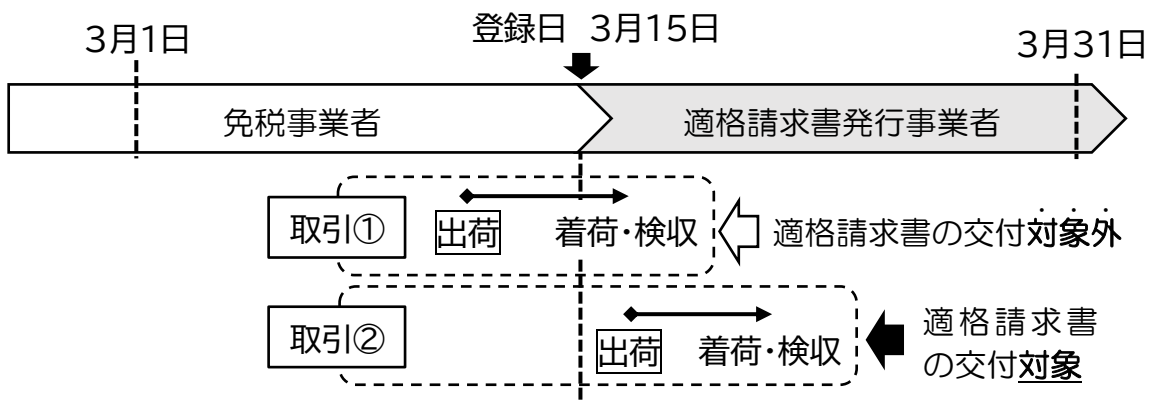 3月1日
登録日 3月15日
3月31日
免税事業者
適格請求書発行事業者
取引①
出荷
着荷・検収
適格請求書の交付対象外
取引②
出荷
着荷・検収
適格請求書
の交付対象